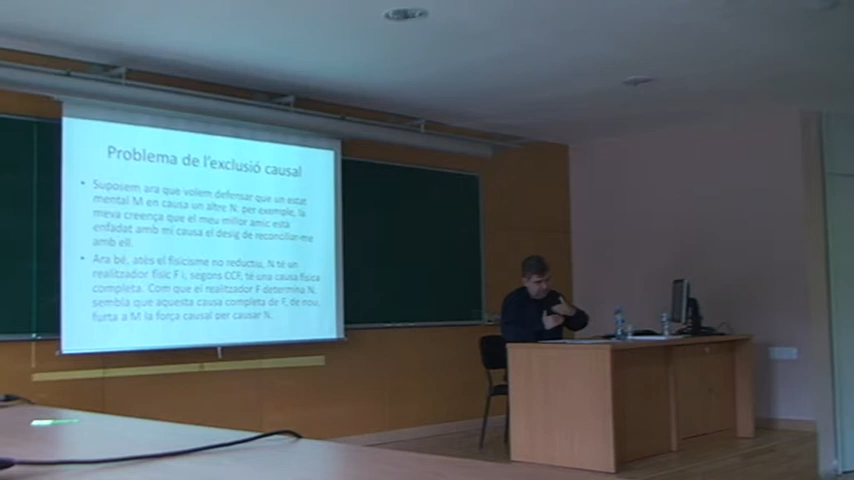 Problema de l'exclusió causal
• Suposem ara que volem defensar que un estat
mental M en causa un altre N: per exemple, la
meva creença que el meu millor amic està
enfadat amb mi causa el desig de reconciliar-me
amb ell.
• Ara bé, atès el fisicisme no reductiu, N té un
realitzador físic F i, segons CCF, té una causa física
completa. Com que el realitzador F determina N,
sembla que aquesta causa completa de F, de nou,
furta a M la força causal per causar N.